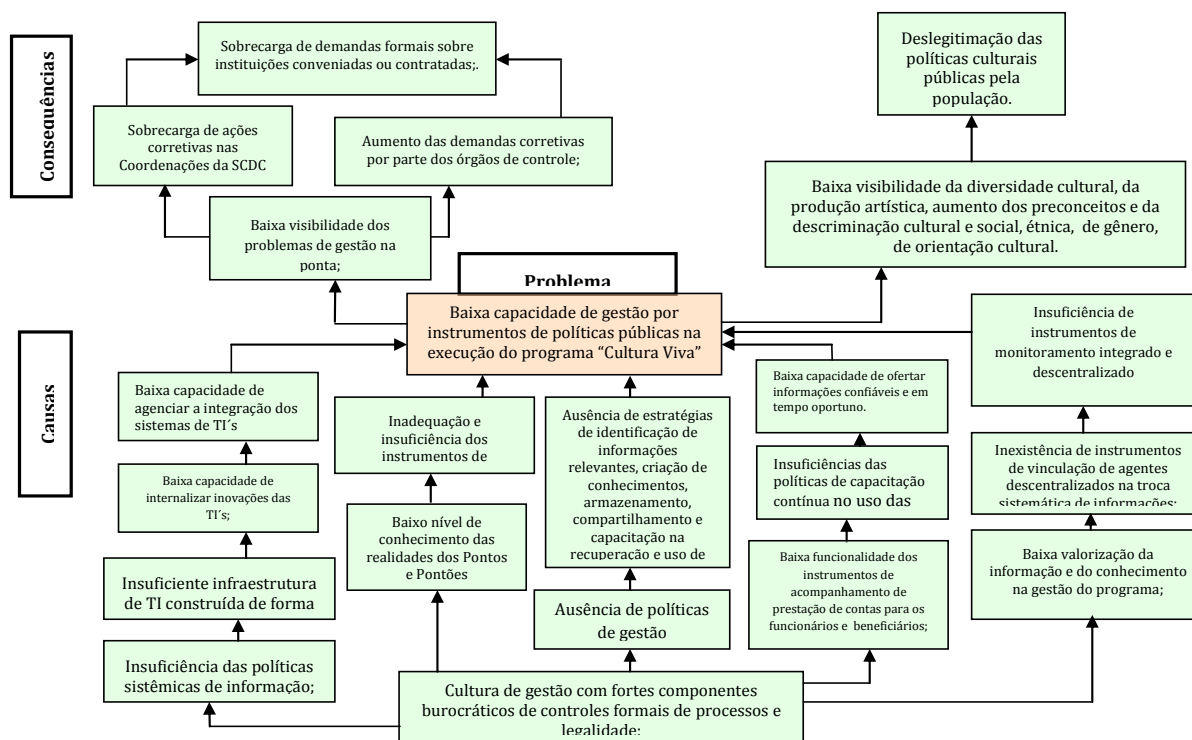 Consequências
Sobrecarga de demandas formais sobre
instituições conveniadas ou contratadas;.
Deslegitimação das
políticas culturais
públicas pela
população.
Sobrecarga de ações
corretivas nas
Coordenações da SCDC
Aumento das demandas corretivas
por parte dos órgãos de controle;
Baixa visibilidade da diversidade cultural, da
produção artística, aumento dos preconceitos e da
descriminação cultural e social, étnica, de gênero,
de orientação cultural.
Baixa visibilidade dos
problemas de gestão na
ponta;
Problema
Baixa capacidade de gestão por
instrumentos de políticas públicas na
execução do programa “Cultura Viva”
Causas
Baixa capacidade de
agenciar a integração dos
sistemas de TI´s
Baixa capacidade de
internalizar inovações das
TI´s;
Insuficiente infraestrutura
de TI construída de forma
Insuficiência das políticas
sistêmicas de informação;
Inadequação e
insuficiência dos
instrumentos de
Baixo nível de
conhecimento das
realidades dos Pontos
e Pontões
Ausência de estratégias
de identificação de
informações
relevantes, criação de
conhecimentos,
armazenamento,
compartilhamento e
capacitação na
recuperação e uso de
Ausência de políticas
de gestão
Baixa capacidade de ofertar
informações confiáveis e em
tempo oportuno.
Insuficiências das
políticas de capacitação
contínua no uso das
Baixa funcionalidade dos
instrumentos de
acompanhamento de
prestação de contas para os
funcionários e beneficiários;
Insuficiência de
instrumentos de
monitoramento integrado e
descentralizado
Inexistência de instrumentos
de vinculação de agentes
descentralizados na troca
sistemática de informações;
Baixa valorização da
informação e do conhecimento
na gestão do programa;
Cultura de gestão com fortes componentes
burocráticos de controles formais de processos e
legalidade;